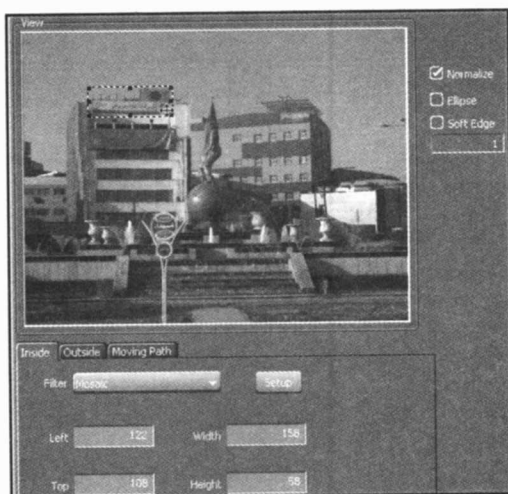 View
Normalize
Ellipse
Soft Edge
1
Inside Outside Moving Path
Filter Mosaic Setup
Left 122 Width 158
Top 108 Height 58